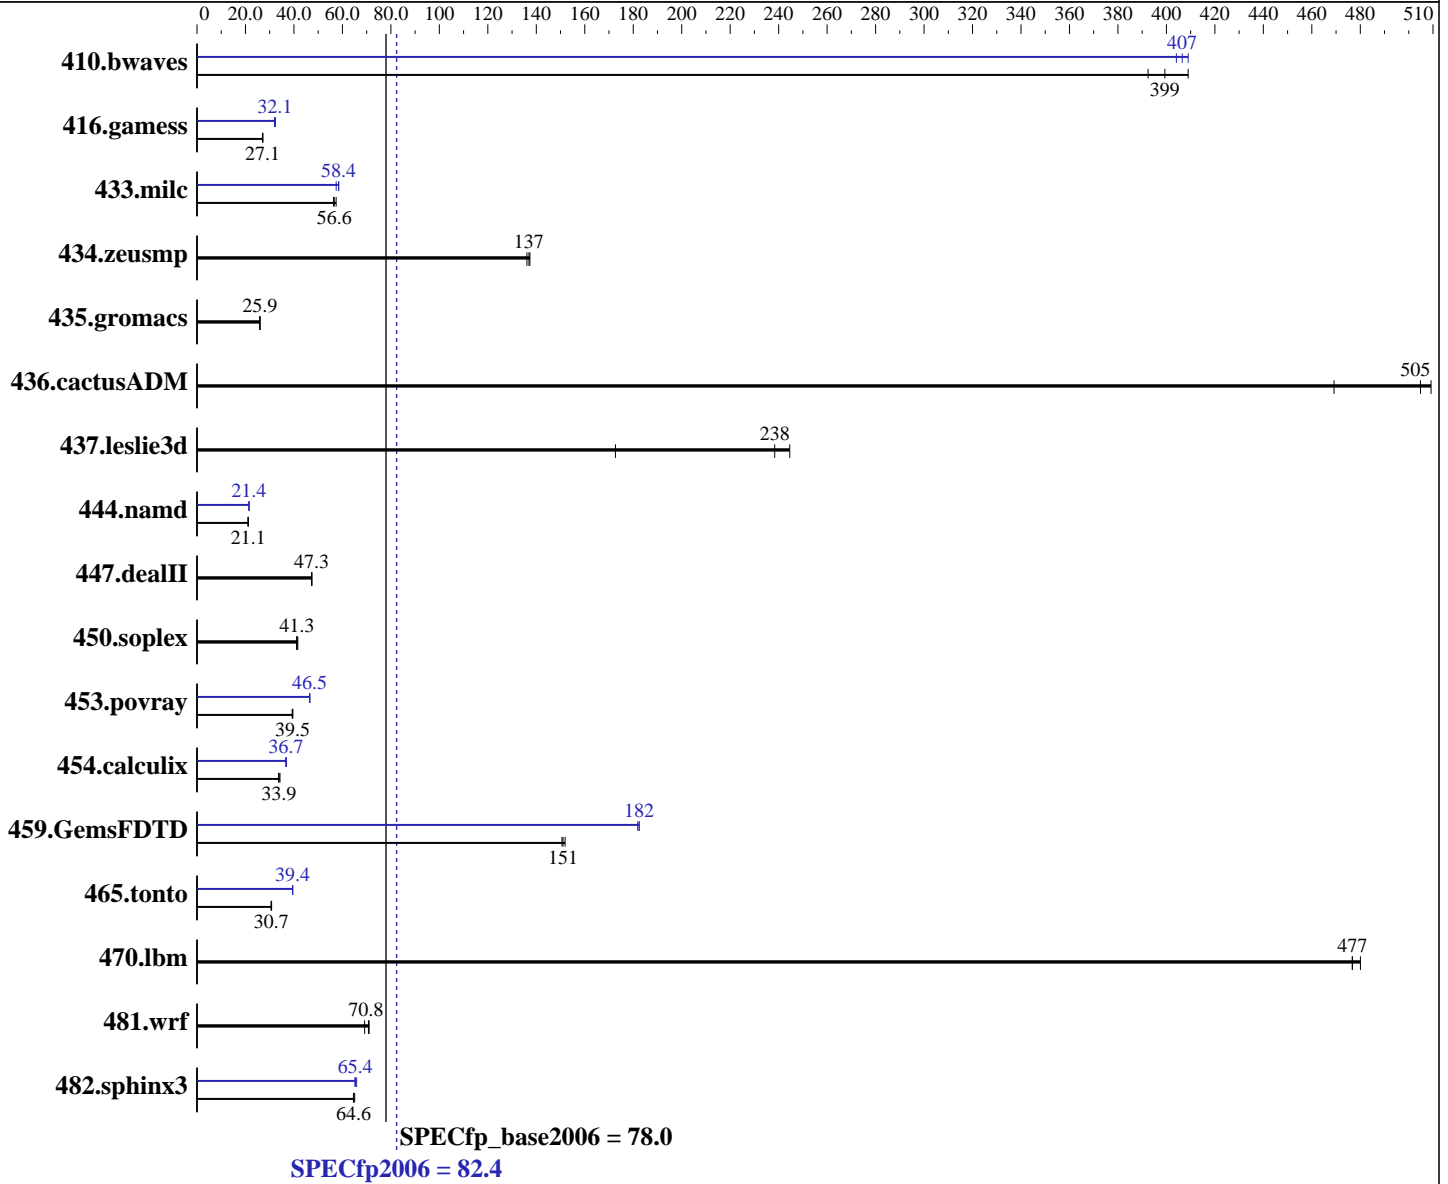 0 20.0 40.0 60.0 80.0 100 120 140 160 180 200 220 240 260 280 300 320 340 360 380 400 420 440 460 480 510
407
410.bwaves
399
32.1
416.gamess
27.1
58.4
433.milc
56.6
137
434.zeusmp
25.9
435.gromacs
505
436.cactusADM
238
437.leslie3d
21.4
444.namd
21.1
47.3
447.dealII
41.3
450.soplex
46.5
453.povray
39.5
36.7
454.calculix
33.9
182
459.GemsFDTD
151
39.4
465.tonto
30.7
477
470.lbm
70.8
481.wrf
65.4
482.sphinx3
64.6
SPECfp_base2006 = 78.0
SPECfp2006 = 82.4